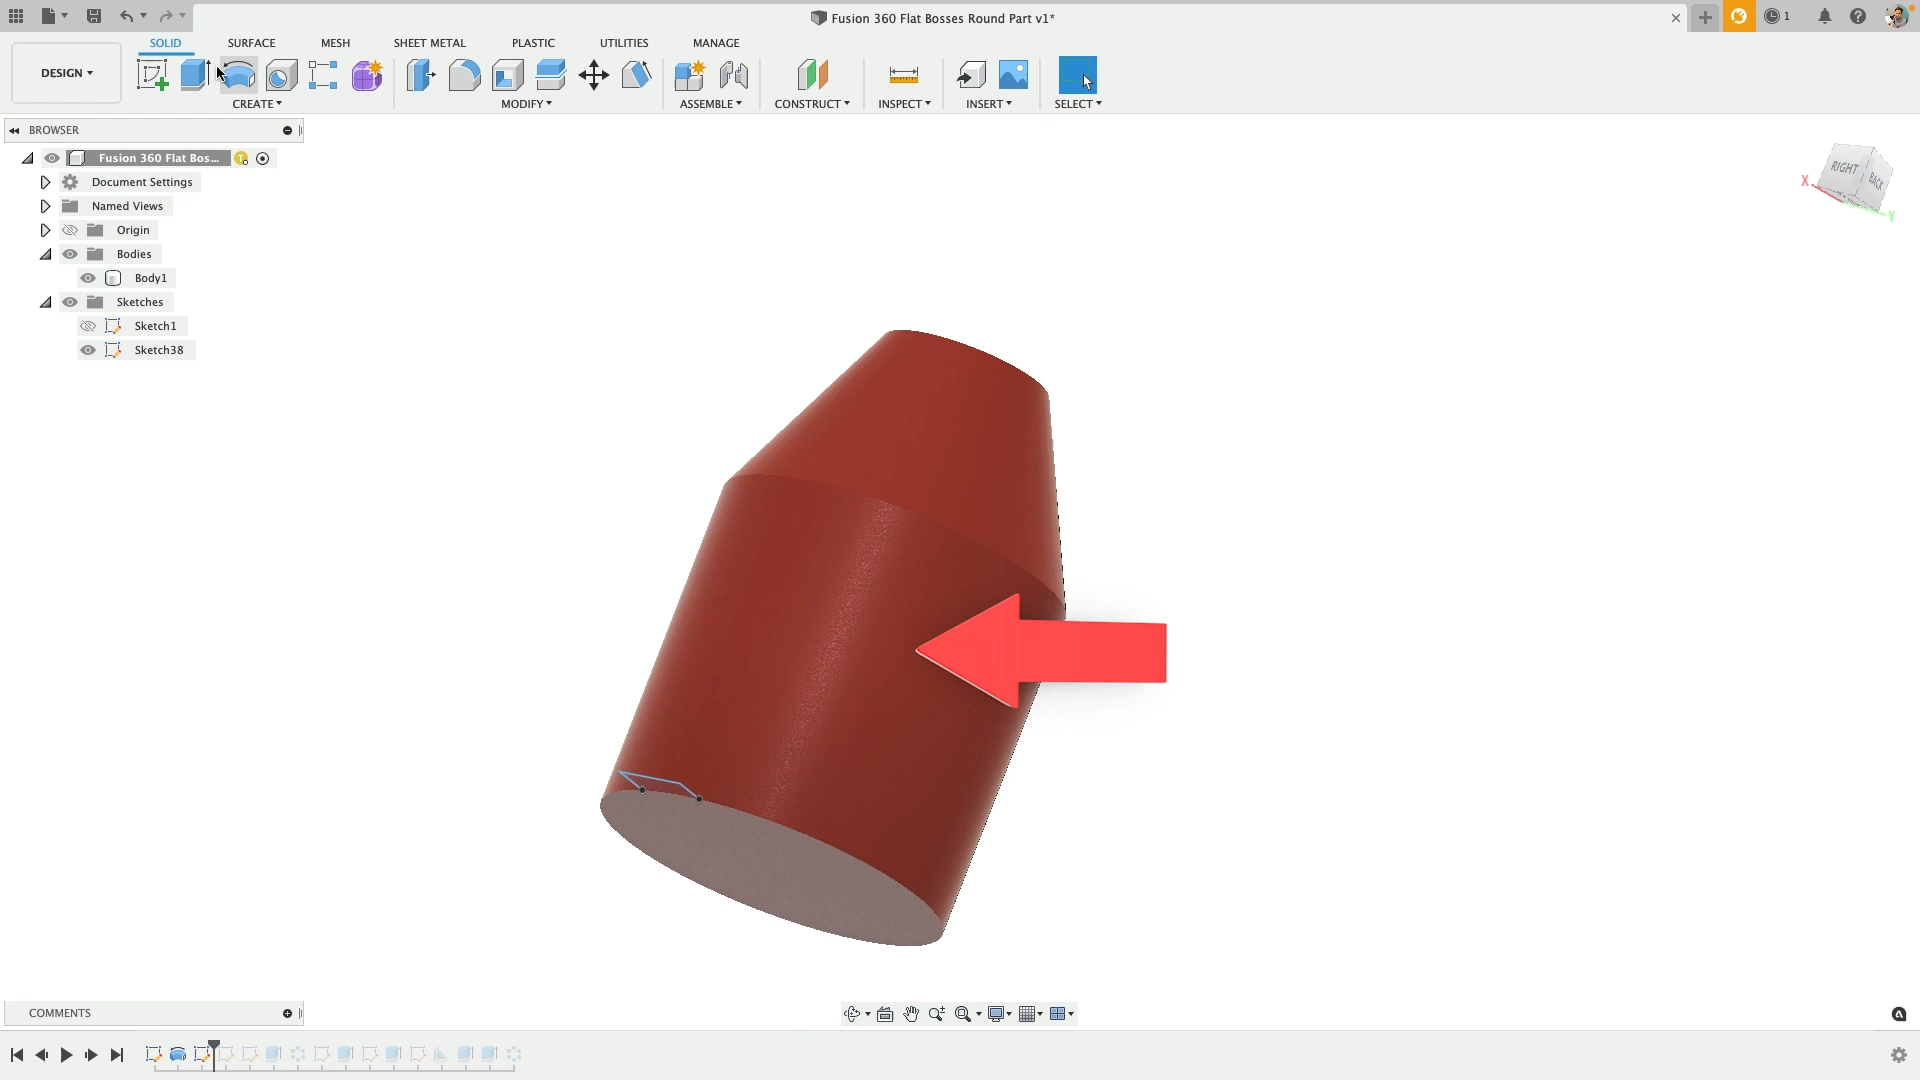 Fusion 360 Flat Bosses Round Part v1*
1
SOLID SURFACE MESH SHEET METAL PLASTIC UTILITIES MANAGE
DESIGN
CREATE MODIFY ASSEMBLE CONSTRUCT INSPECT INSERT SELECT
BROWSER
Fusion 360 Flat Bos...
Document Settings
Named Views
Origin
Bodies
Body1
Sketches
Sketch1
Sketch38
RIGHT
BACK
X
Y
COMMENTS